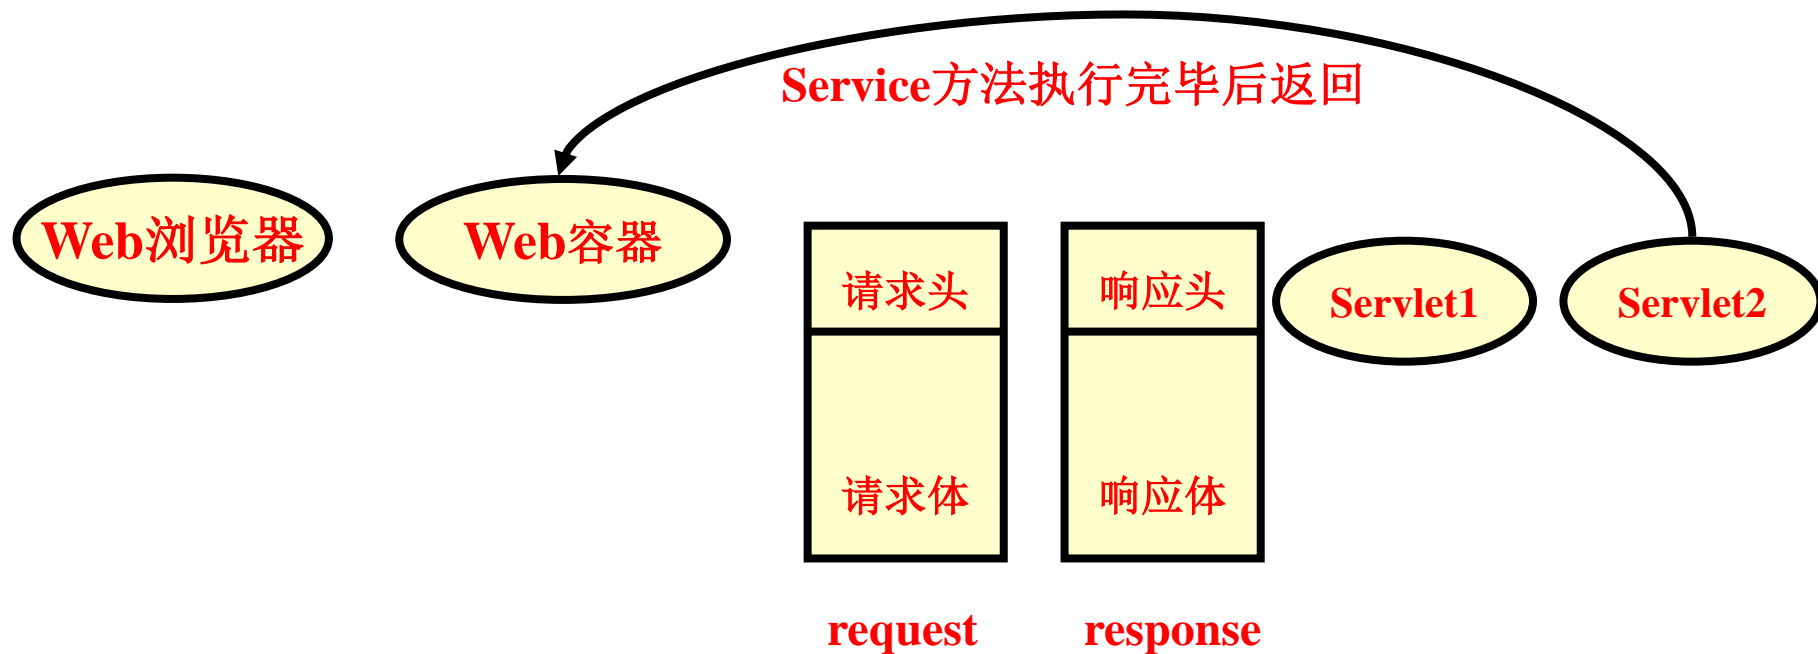 Service方法执行完毕后返回
Web浏览器
Web容器
请求头
响应头
Servlet1
Servlet2
请求体
响应体
request
response